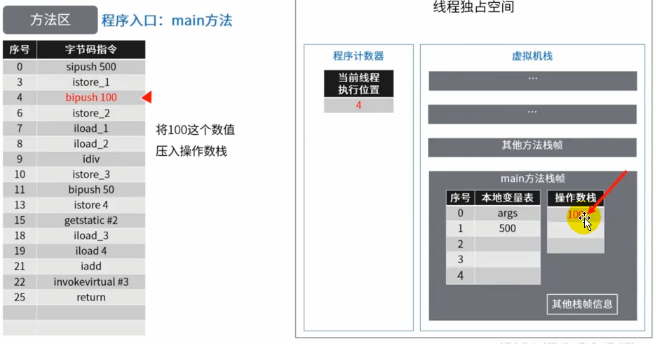 线程独占空间
方法区
程序入口：main方法
序号 字节码指令
0 sipush 500
3 istore_1
4 bipush 100
6 istore_2
7 iload_1
8 iload_2
9 idiv
10 istore_3
11 bipush 50
13 istore 4
15 getstatic #2
18 iload_3
19 iload 4
21 iadd
22 invokevirtual #3
25 return
将100这个数值
压入操作数栈
程序计数器
当前线程
执行位置
4
虚拟机栈
...
...
其他方法栈帧
main方法栈帧
序号 本地变量表
0 args
1 500
2
3
4
操作数栈
100
其他栈帧信息